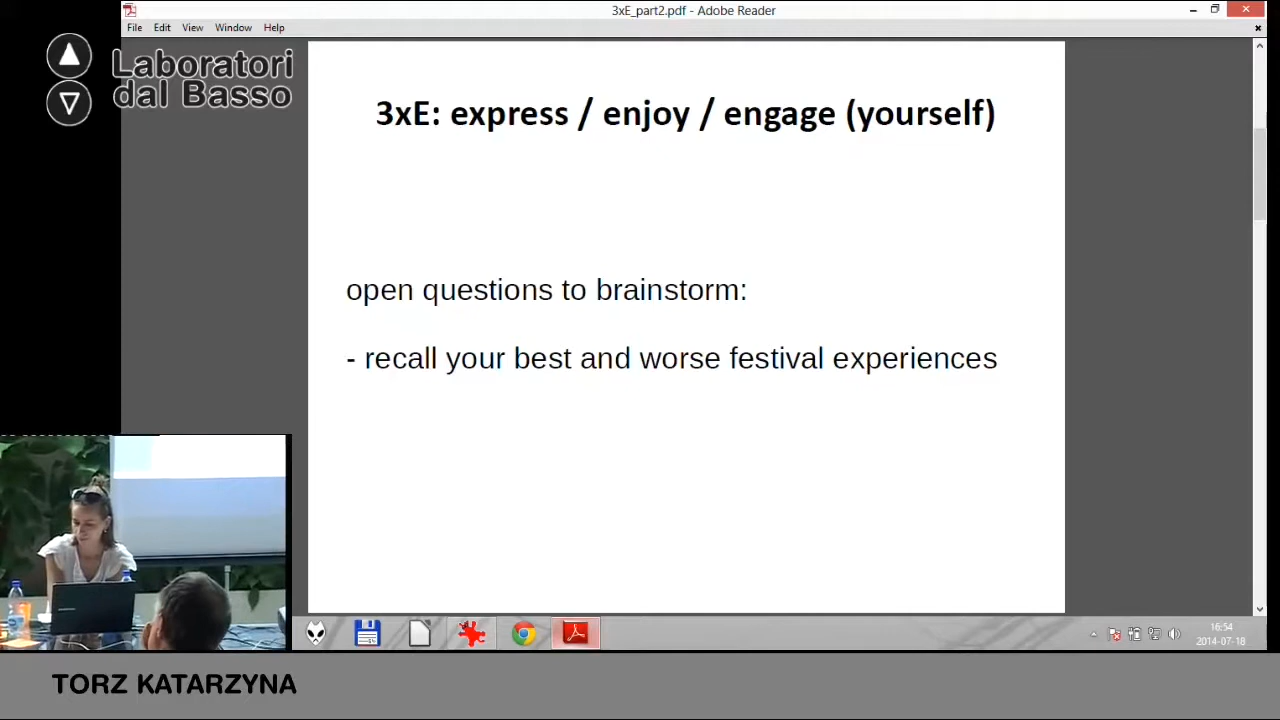 3xE_part2.pdf - Adobe Reader
File Edit View Window Help
Laboratori
dal Basso
3xE: express / enjoy / engage (yourself)
open questions to brainstorm:
- recall your best and worse festival experiences
16:54
2014-07-18
TORZ KATARZYNA